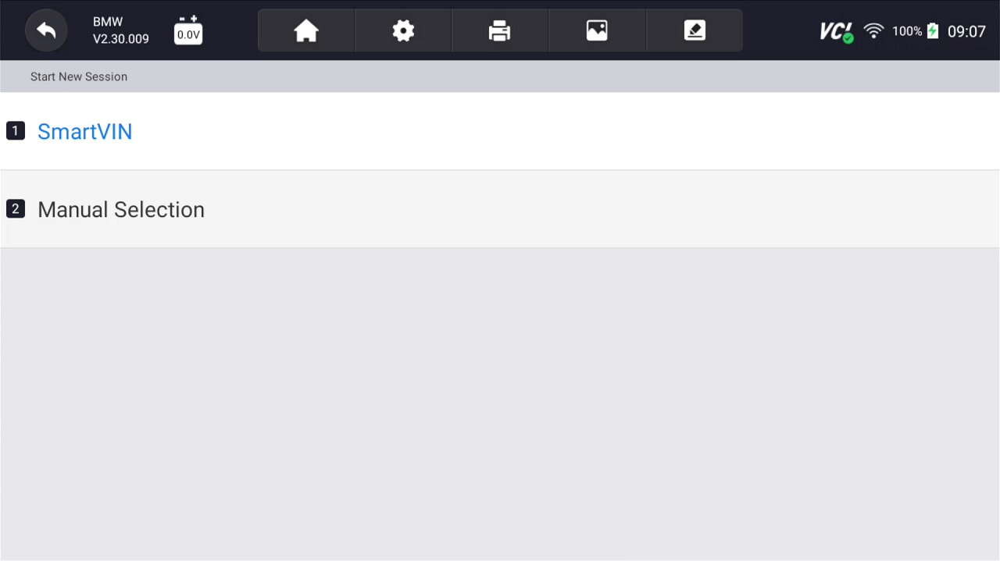 BMW
V2.30.009
0.0V
VCI
100%
09:07
Start New Session
1 SmartVIN
2 Manual Selection